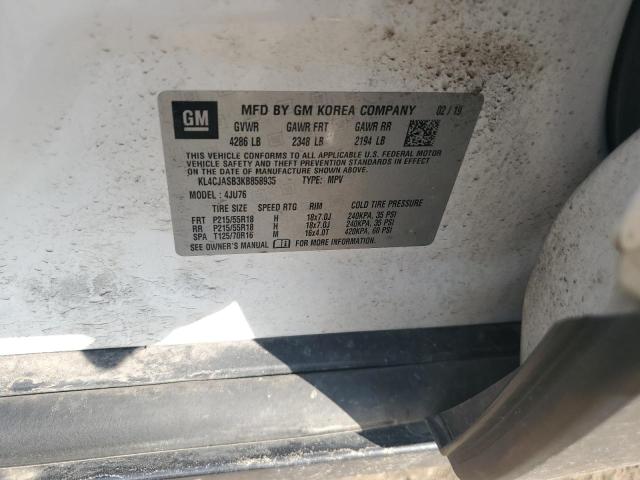 GM
MFD BY GM KOREA COMPANY 02 / 19
GVWR GAWR FRT GAWR RR
4286 LB 2348 LB 2194 LB
THIS VEHICLE CONFORMS TO ALL APPLICABLE U.S. FEDERAL MOTOR
VEHICLE SAFETY AND THEFT PREVENTION STANDARDS IN EFFECT
ON THE DATE OF MANUFACTURE SHOWN ABOVE.
KL4CJASB3KB858935 TYPE: MPV
MODEL : 4JU76
TIRE SIZE SPEED RTG RIM COLD TIRE PRESSURE
FRT P215/55R18 H 18x7.0J 240KPA, 35 PSI
RR P215/55R18 H 18x7.0J 240KPA, 35 PSI
SPA T125/70R16 M 16x4.0T 420KPA, 60 PSI
SEE OWNER'S MANUAL FOR MORE INFORMATION.